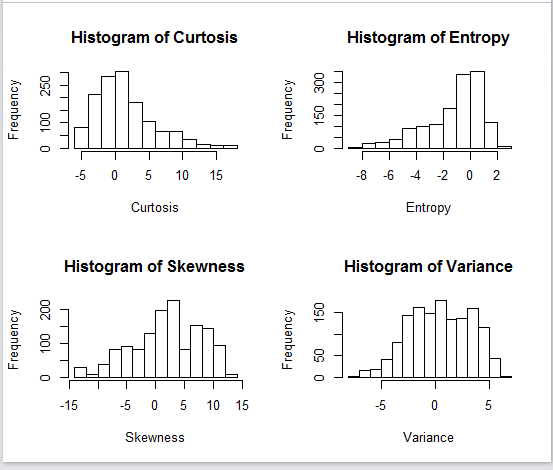 Histogram of Curtosis
Frequency
0 100 250
-5 0 5 10 15
Curtosis
Histogram of Entropy
Frequency
0 150 300
-8 -6 -4 -2 0 2
Entropy
Histogram of Skewness
Frequency
0 100 200
-15 -5 0 5 10 15
Skewness
Histogram of Variance
Frequency
0 50 150
-5 0 5
Variance